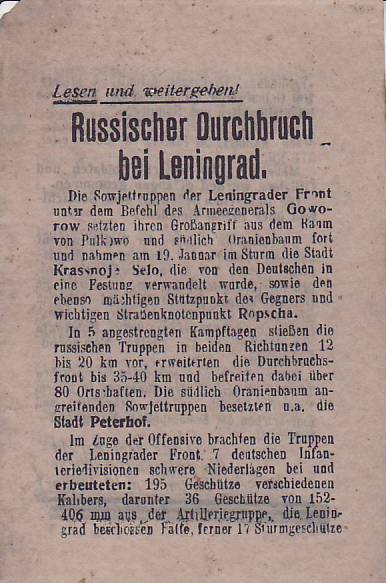 Lesen und weitergeben!
Russischer Durchbruch
bei Leningrad.
Die Sowjettruppen der Leningrader Front
unter dem Befehl des Armeegenerals Gowo-
row setzten ihren Großangriff aus dem Raum
von Pulkowo und südlich Oranienbaum fort
und nahmen am 19. Januar im Sturm die Stadt
Krassnoje Selo, die von den Deutschen in
eine Festung verwandelt wurde, sowie den
ebenso mächtigen Stützpunkt des Gegners und
wichtigen Straßenknotenpunkt Ropscha.
In 5 angestrengten Kampftagen stießen die
russischen Truppen in beiden Richtungen 12
bis 20 km vor, erweiterten die Durchbruchs-
front bis 35-40 km und befreiten dabei über
80 Ortschaften. Die südlich Oranienbaum an-
greifenden Sowjettruppen besetzten u.a. die
Stadt Peterhof.
Im Zuge der Offensive brachten die Truppen
der Leningrader Front 7 deutschen Infan-
teriedivisionen schwere Niederlagen bei und
erbeuteten: 195 Geschütze verschiedenen
Kalibers, darunter 36 Geschütze von 152-
406 mm aus der Artilleriegruppe, die Lenin-
grad beschossen hatte, ferner 17 Sturmgeschütze